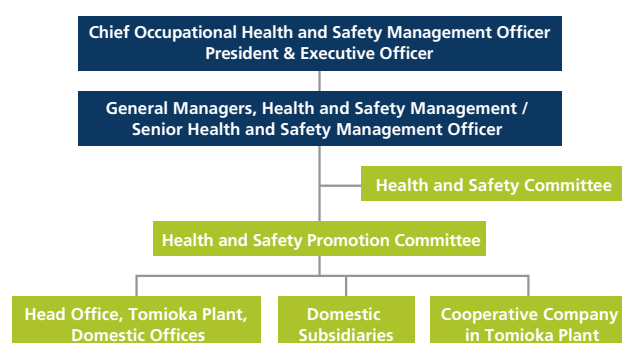 Chief Occupational Health and Safety Management Officer
President & Executive Officer
General Managers, Health and Safety Management /
Senior Health and Safety Management Officer
Health and Safety Committee
Health and Safety Promotion Committee
Head Office, Tomioka Plant,
Domestic Offices
Domestic
Subsidiaries
Cooperative Company
in Tomioka Plant